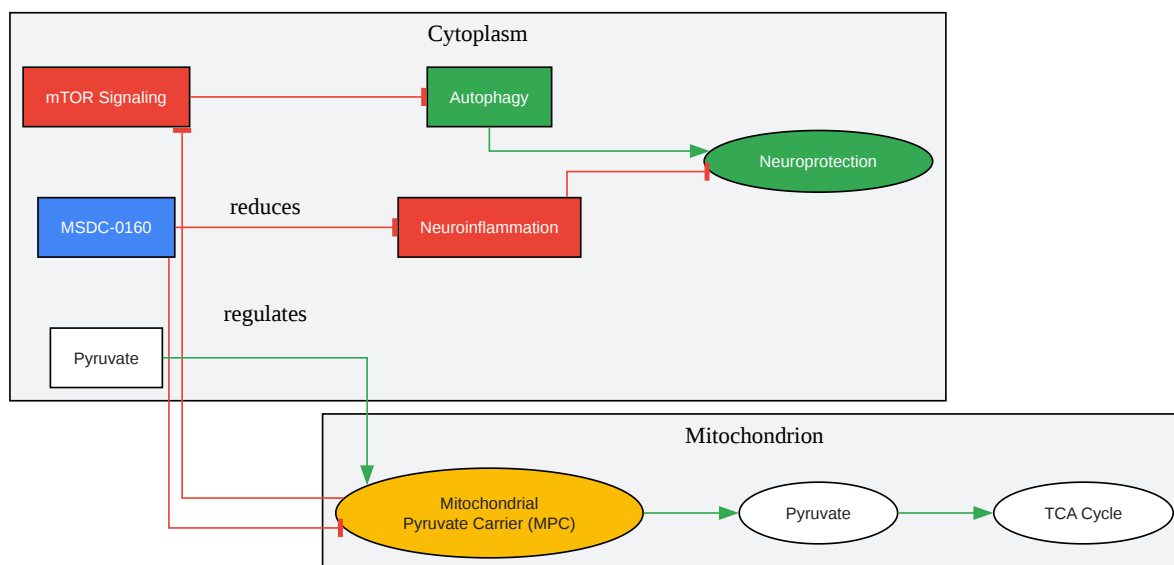 Cytoplasm
mTOR Signaling
Autophagy
Neuroprotection
MSDC-0160
reduces
Neuroinflammation
regulates
Pyruvate
Mitochondrion
Mitochondrial
Pyruvate Carrier (MPC)
Pyruvate
TCA Cycle